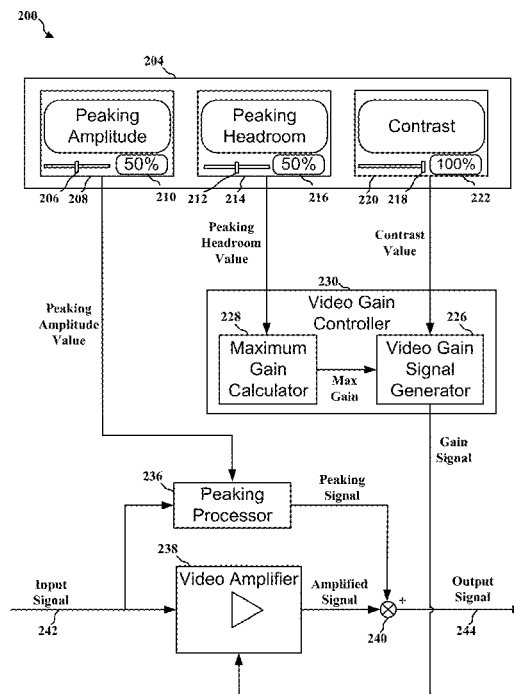 200
204
Peaking
Amplitude
50%
206 208 210
Peaking
Headroom
50%
212 214 216
Contrast
100%
220 218 222
Peaking
Headroom
Value
Contrast
Value
Peaking
Amplitude
Value
230
Video Gain
Controller
228
Maximum
Gain
Calculator
Max
Gain
226
Video Gain
Signal
Generator
Gain
Signal
236
Peaking
Processor
Peaking
Signal
238
Video Amplifier
Input
Signal
242
Amplified
Signal
+
240
Output
Signal
244